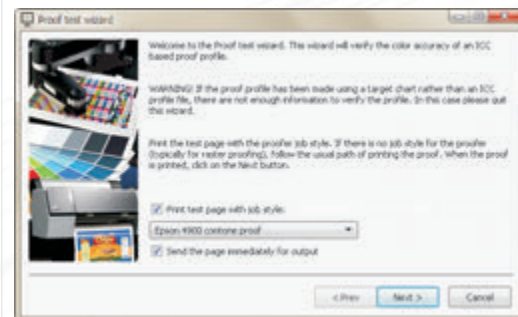 Proof test wizard
Welcome to the Proof test wizard. This wizard will verify the color accuracy of an ICC
based proof profile.
WARNING! If the proof profile has been made using a target chart rather than an ICC
profile file, there are not enough information to verify the profile. In this case please quit
this wizard.
Print the test page with the proofer job style. If there is no job style for the proofer
(typically for raster proofing), follow the usual path of printing the proof. When the proof
is printed, click on the Next button.
Print test page with job style:
Epson 4900 contone proof
Send the page immediately for output
< Prev
Next >
Cancel